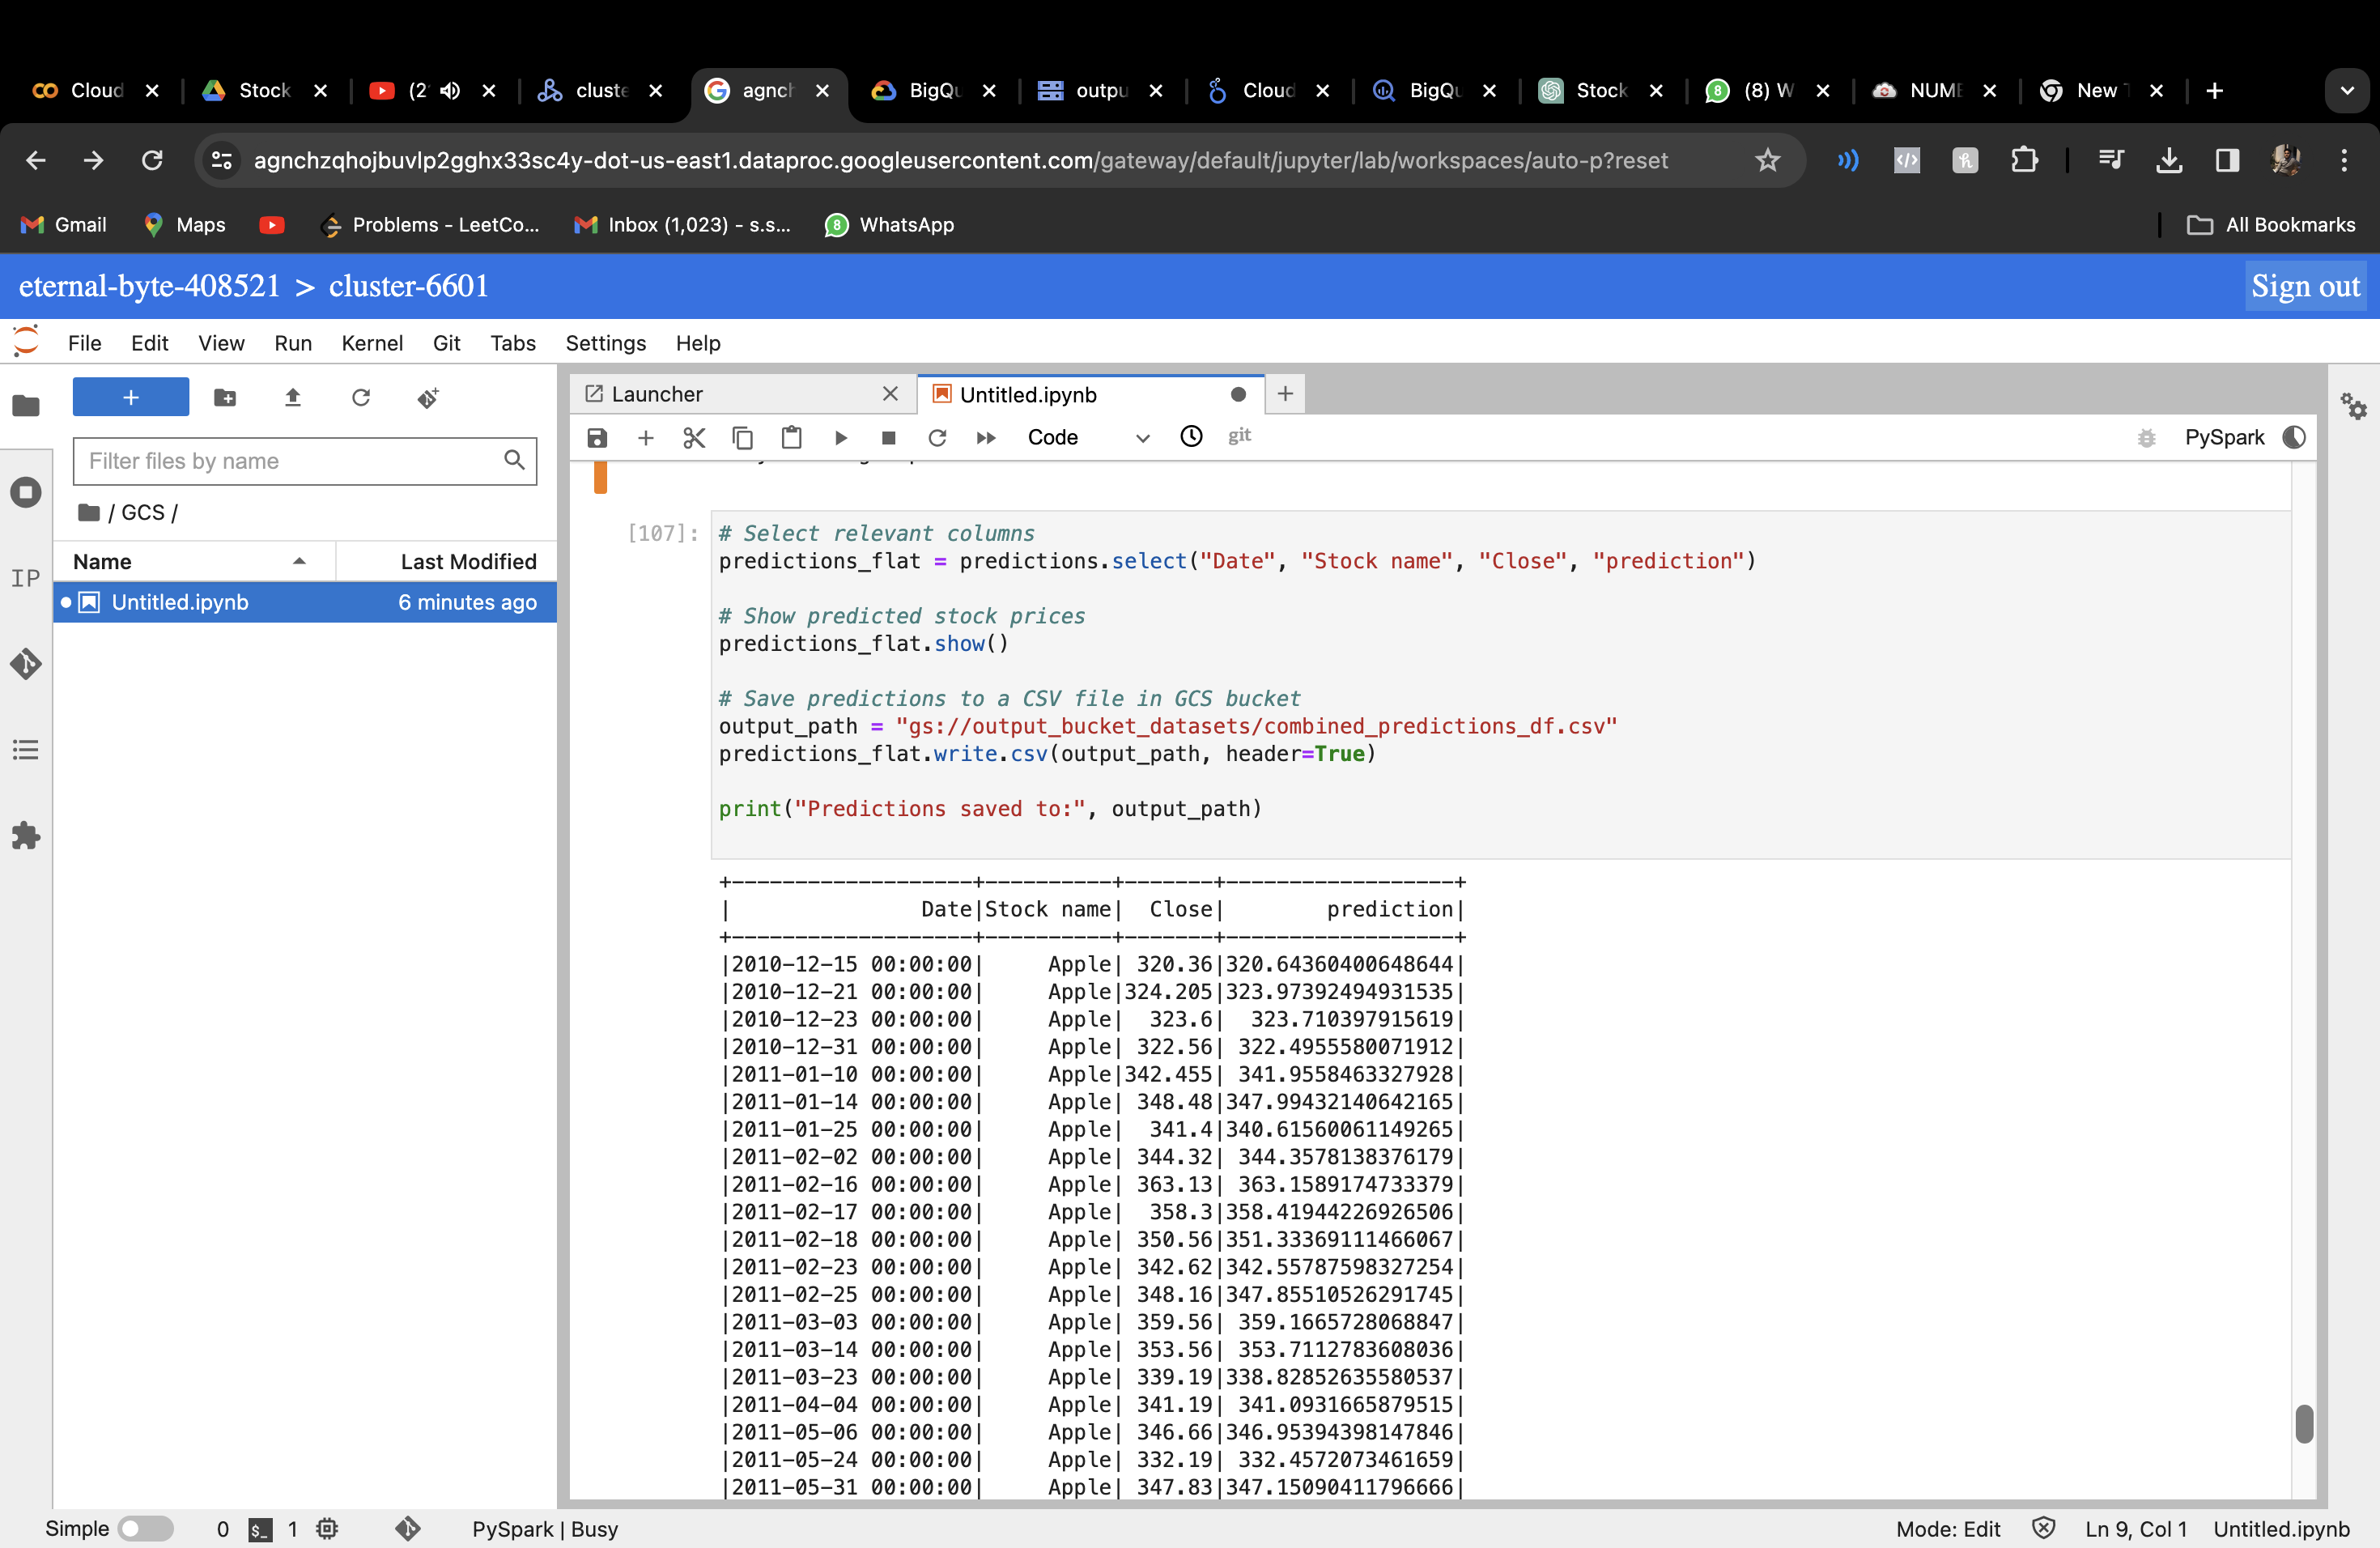 Cloud
Stock
(2
cluste
agnch
BigQu
outpu
Cloud
BigQu
Stock
(8) W
NUME
New T
agnchzqhojbuvlp2gghx33sc4y-dot-us-east1.dataproc.googleusercontent.com/gateway/default/jupyter/lab/workspaces/auto-p?reset
Gmail
Maps
Problems - LeetCo...
Inbox (1,023) - s.s...
WhatsApp
All Bookmarks
eternal-byte-408521 > cluster-6601
Sign out
File Edit View Run Kernel Git Tabs Settings Help
Launcher
Untitled.ipynb
Code
git
PySpark
Filter files by name
/ GCS /
Name Last Modified
Untitled.ipynb 6 minutes ago
IP
[107]:
# Select relevant columns
predictions_flat = predictions.select("Date", "Stock name", "Close", "prediction")
# Show predicted stock prices
predictions_flat.show()
# Save predictions to a CSV file in GCS bucket
output_path = "gs://output_bucket_datasets/combined_predictions_df.csv"
predictions_flat.write.csv(output_path, header=True)
print("Predictions saved to:", output_path)
+-------------------+----------+-------+------------------+
|               Date|Stock name|  Close|        prediction|
+-------------------+----------+-------+------------------+
|2010-12-15 00:00:00|     Apple| 320.36|320.64360400648644|
|2010-12-21 00:00:00|     Apple|324.205|323.97392494931535|
|2010-12-23 00:00:00|     Apple|  323.6|  323.710397915619|
|2010-12-31 00:00:00|     Apple| 322.56| 322.4955580071912|
|2011-01-10 00:00:00|     Apple|342.455| 341.9558463327928|
|2011-01-14 00:00:00|     Apple| 348.48|347.99432140642165|
|2011-01-25 00:00:00|     Apple|  341.4|340.61560061149265|
|2011-02-02 00:00:00|     Apple| 344.32| 344.3578138376179|
|2011-02-16 00:00:00|     Apple| 363.13| 363.1589174733379|
|2011-02-17 00:00:00|     Apple|  358.3|358.41944226926506|
|2011-02-18 00:00:00|     Apple| 350.56|351.33369111466067|
|2011-02-23 00:00:00|     Apple| 342.62|342.55787598327254|
|2011-02-25 00:00:00|     Apple| 348.16|347.85510526291745|
|2011-03-03 00:00:00|     Apple| 359.56| 359.1665728068847|
|2011-03-14 00:00:00|     Apple| 353.56| 353.7112783608036|
|2011-03-23 00:00:00|     Apple| 339.19|338.82852635580537|
|2011-04-04 00:00:00|     Apple| 341.19| 341.0931665879515|
|2011-05-06 00:00:00|     Apple| 346.66|346.95394398147846|
|2011-05-24 00:00:00|     Apple| 332.19| 332.4572073461659|
|2011-05-31 00:00:00|     Apple| 347.83|347.15090411796666|
Simple
0
1
PySpark | Busy
Mode: Edit
Ln 9, Col 1
Untitled.ipynb